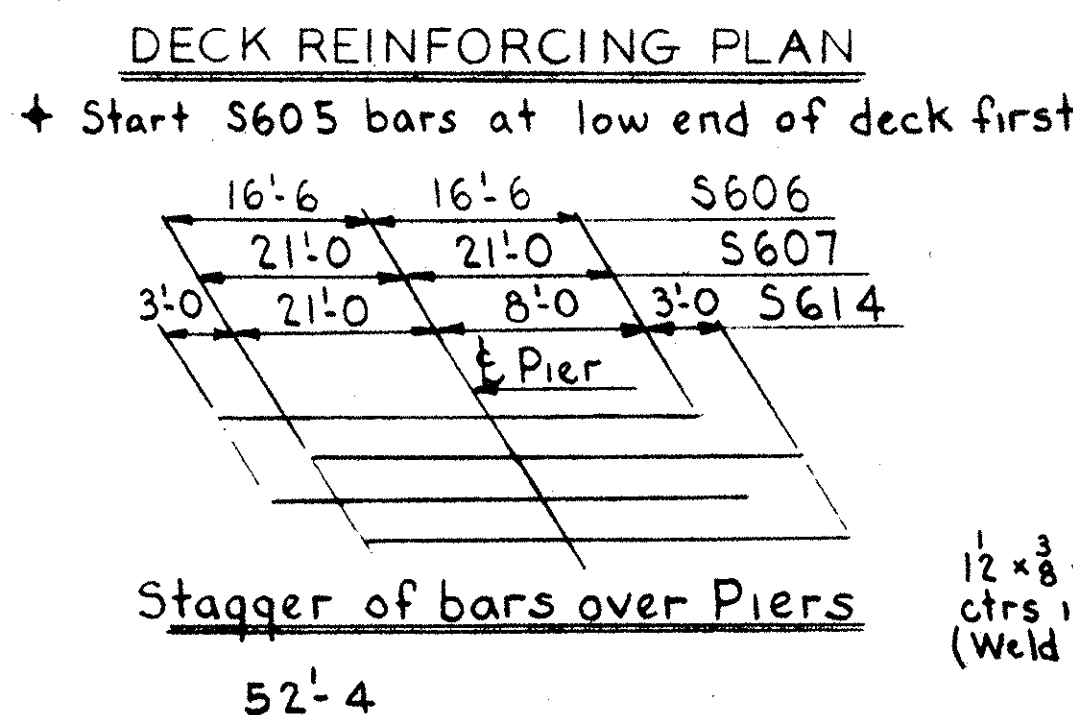 DECK REINFORCING PLAN
Start S605 bars at low end of deck first
16'-6 16'-6 S606
21'-0 21'-0 S607
3'-0 21'-0 8'-0 3'-0 S614
℄ Pier
Stagger of bars over Piers
1 1/2 x 3/8
ctrs
(Weld
52'-4